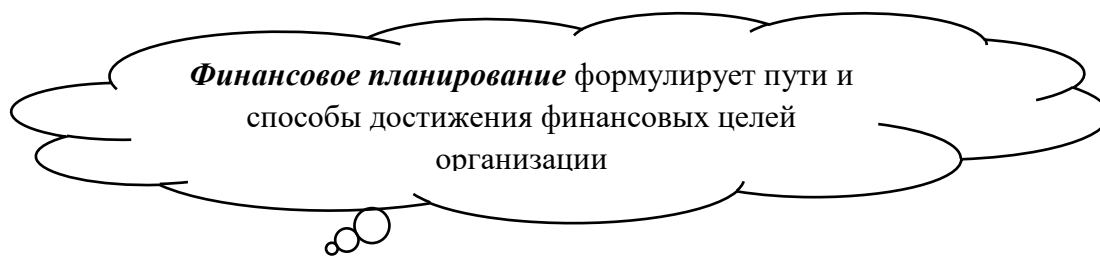 Финансовое планирование формулирует пути и
способы достижения финансовых целей
организации